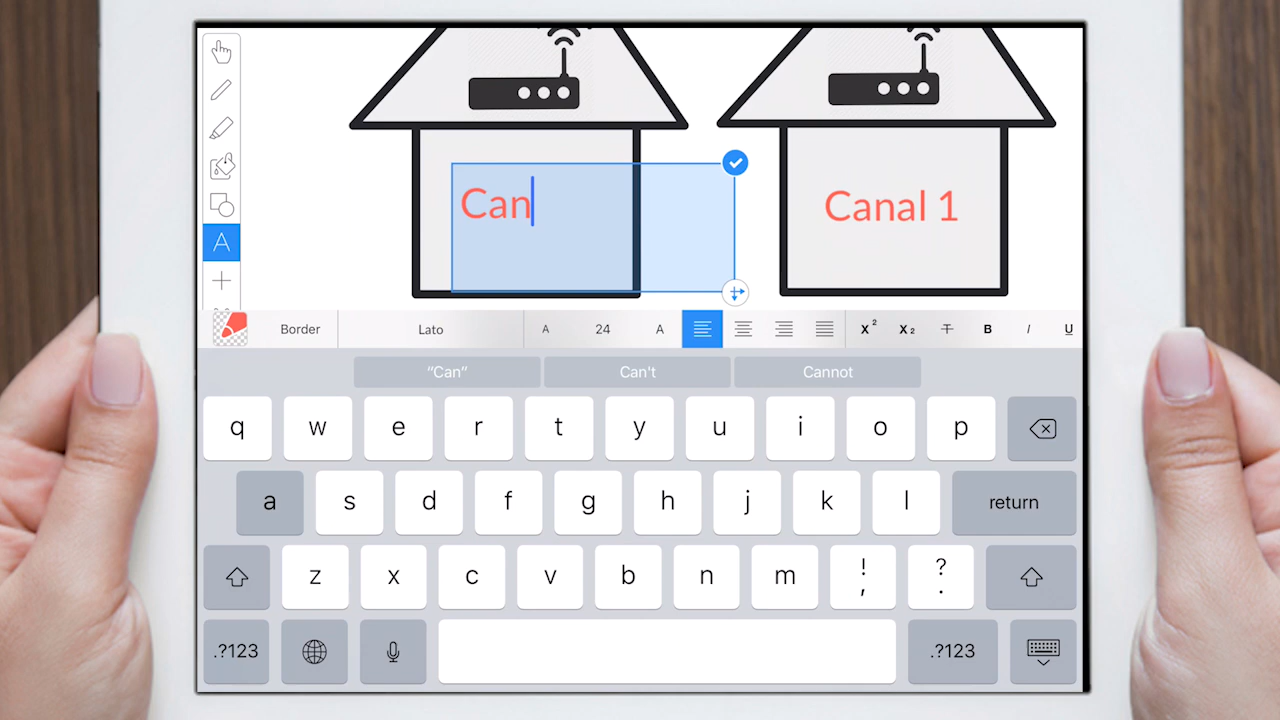 Can
Canal 1
A
Border
Lato
A 24 A
X² X₂ T B I U
“Can” Can't Cannot
q w e r t y u i o p
a s d f g h j k l return
z x c v b n m ! , ? .
.?123 .?123